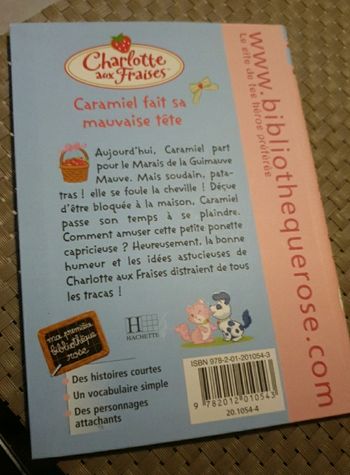 Charlotte
aux Fraises
Caramiel fait sa
mauvaise tête
Aujourd'hui, Caramiel part
pour le Marais de la Guimauve
Mauve. Mais soudain, pata-
tras ! elle se foule la cheville ! Déçue
d'être bloquée à la maison, Caramiel
passe son temps à se plaindre.
Comment amuser cette petite ponette
capricieuse ? Heureusement, la bonne
humeur et les idées astucieuses de
Charlotte aux Fraises distraient de tous
les tracas !
ma première
bibliothèque
rose
H
HACHETTE
Des histoires courtes
Un vocabulaire simple
Des personnages
attachants
ISBN 978-2-01-201054-3
9 782012 010543
20.1054-4
www.bibliothequerose.com
Le site de tes héros préférés